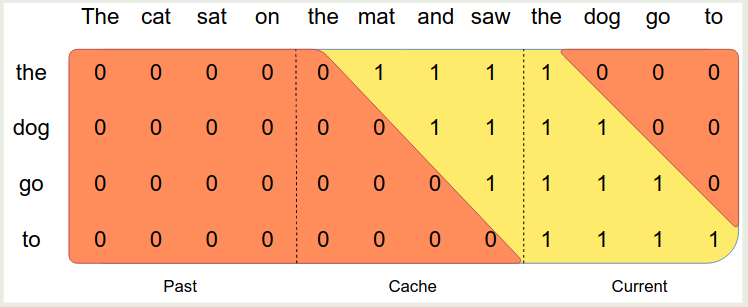 The cat sat on the mat and saw the dog go to
the 0 0 0 0 0 1 1 1 1 0 0 0
dog 0 0 0 0 0 0 1 1 1 1 0 0
go 0 0 0 0 0 0 0 1 1 1 1 0
to 0 0 0 0 0 0 0 0 1 1 1 1
Past Cache Current